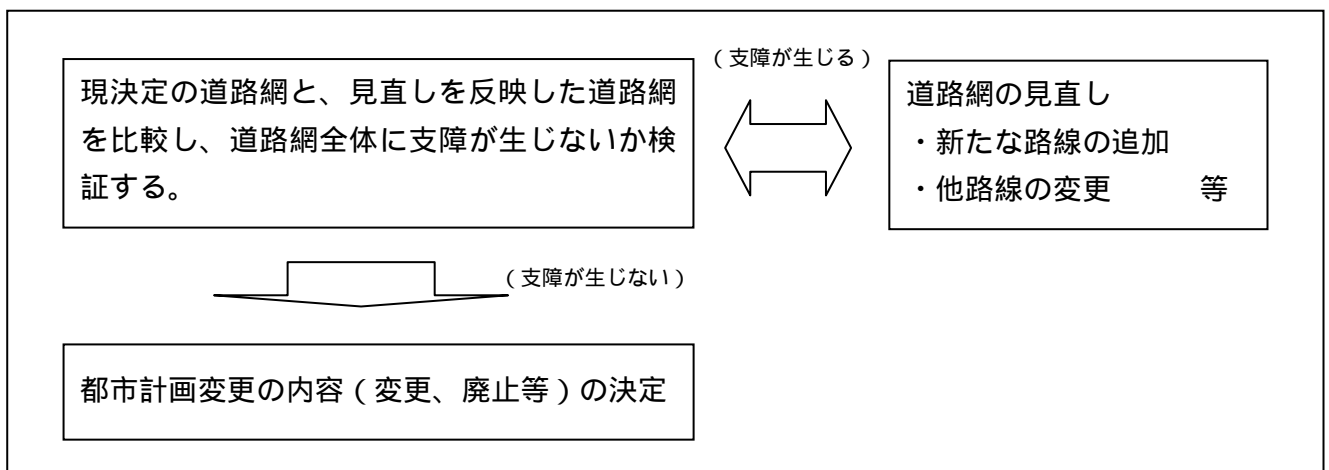 (支障が生じる)
現決定の道路網と、見直しを反映した道路網
を比較し、道路網全体に支障が生じないか検
証する。
道路網の見直し
・新たな路線の追加
・他路線の変更　　　等
(支障が生じない)
都市計画変更の内容(変更、廃止等)の決定